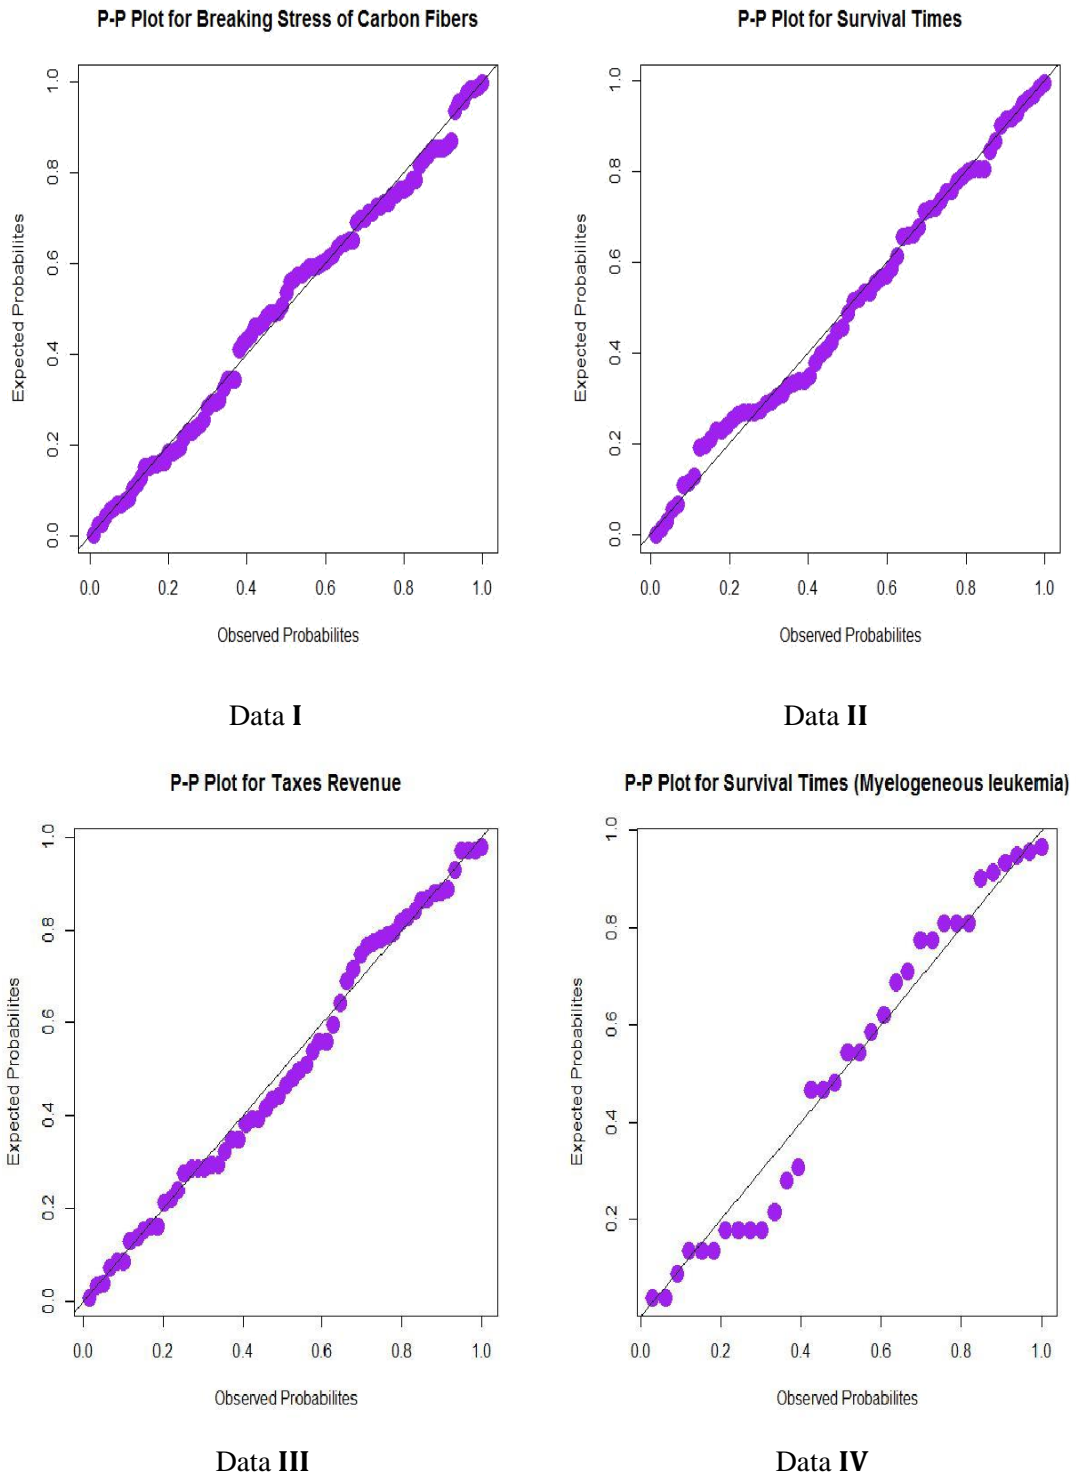 P-P Plot for Breaking Stress of Carbon Fibers
Expected Probabilites
0.0 0.2 0.4 0.6 0.8 1.0
0.0 0.2 0.4 0.6 0.8 1.0
Observed Probabilites
Data I
P-P Plot for Survival Times
Expected Probabilites
0.0 0.2 0.4 0.6 0.8 1.0
0.0 0.2 0.4 0.6 0.8 1.0
Observed Probabilites
Data II
P-P Plot for Taxes Revenue
Expected Probabilites
0.0 0.2 0.4 0.6 0.8 1.0
0.0 0.2 0.4 0.6 0.8 1.0
Observed Probabilites
Data III
P-P Plot for Survival Times (Myelogeneous leukemia)
Expected Probabilites
0.2 0.4 0.6 0.8 1.0
0.0 0.2 0.4 0.6 0.8 1.0
Observed Probabilites
Data IV